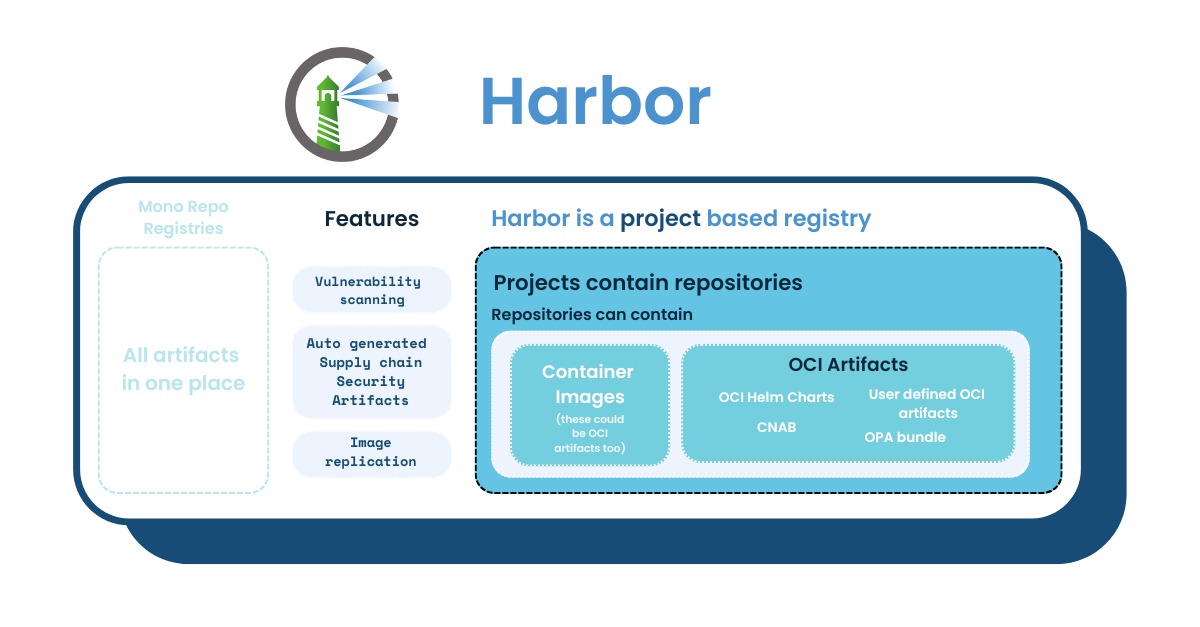 Harbor
Mono Repo
Registries
All artifacts
in one place
Features
Vulnerability
scanning
Auto generated
Supply chain
Security
Artifacts
Image
replication
Harbor is a project based registry
Projects contain repositories
Repositories can contain
Container
Images
(these could
be OCI
artifacts too)
OCI Artifacts
OCI Helm Charts
CNAB
User defined OCI
artifacts
OPA bundle